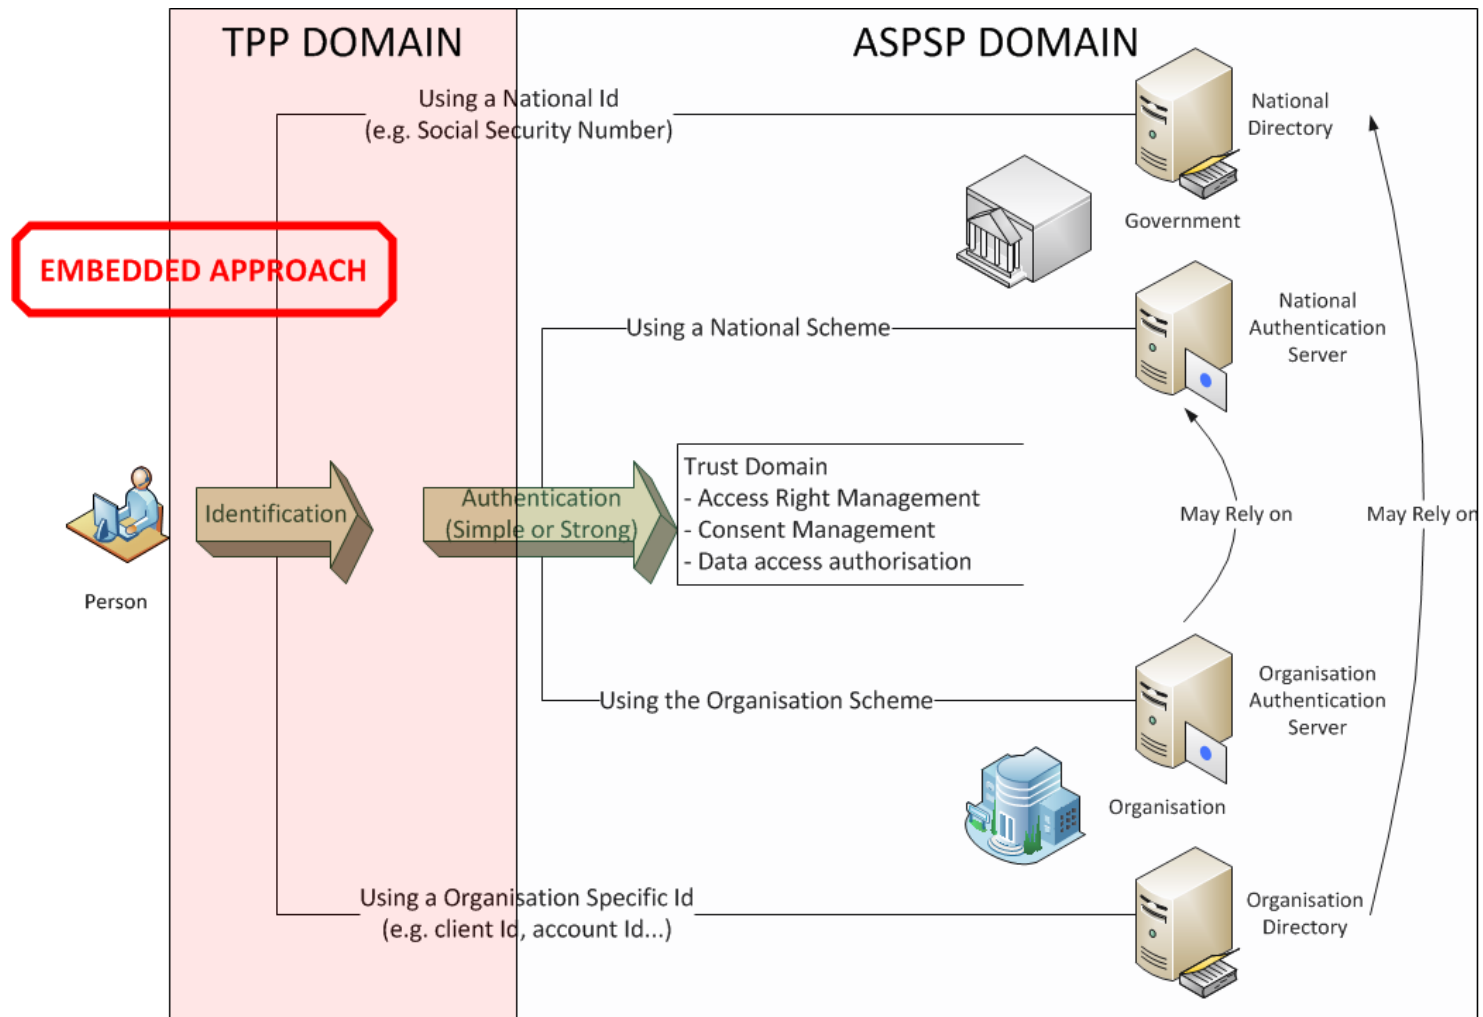 TPP DOMAIN
ASPSP DOMAIN
Using a National Id
(e.g. Social Security Number)
National
Directory
Government
EMBEDDED APPROACH
National
Authentication
Server
Using a National Scheme
Trust Domain
- Access Right Management
- Consent Management
- Data access authorisation
Identification
Authentication
(Simple or Strong)
May Rely on
May Rely on
Person
Organisation
Authentication
Server
Using the Organisation Scheme
Organisation
Using a Organisation Specific Id
(e.g. client Id, account Id...)
Organisation
Directory